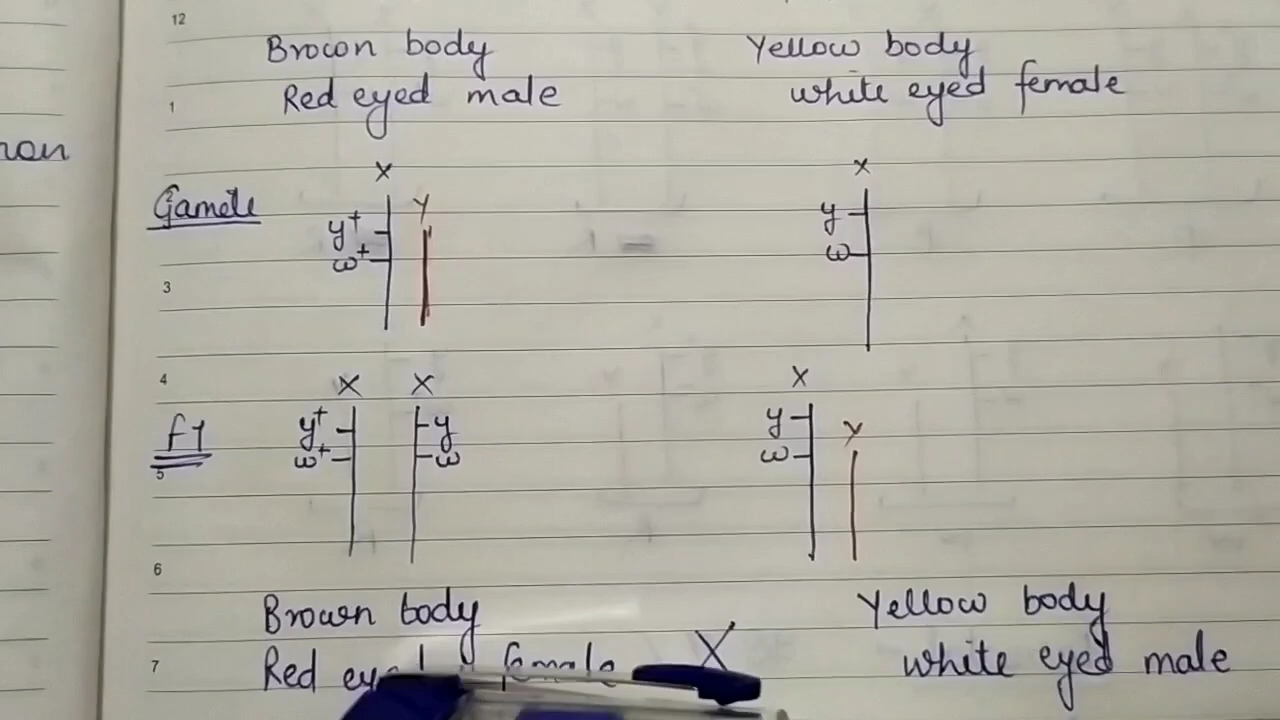 12
Brown body
Red eyed male
Yellow body
white eyed female
1
Gamete
X
Y
y+
w+
X
y
w
3
4
X X
F1
y+ y
w+ w
X
Y
y
w
5
6
Brown body
Red female X
Yellow body
white eyed male
7